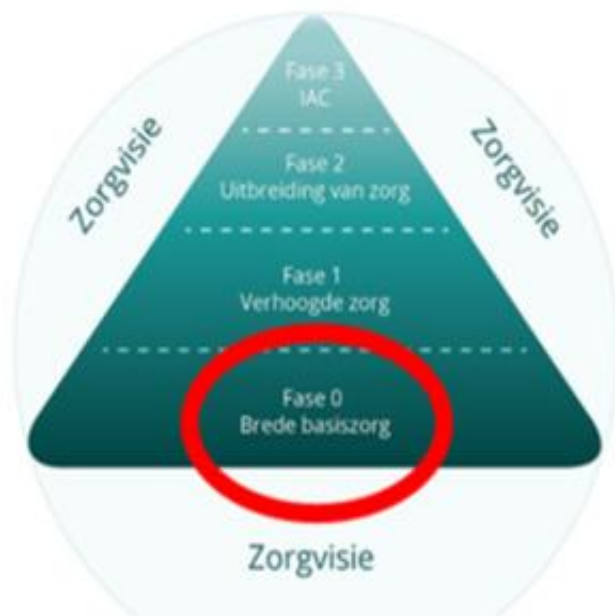 Fase 3
IAC
Zorgvisie
Zorgvisie
Fase 2
Uitbreiding van zorg
Fase 1
Verhoogde zorg
Fase 0
Brede basiszorg
Zorgvisie